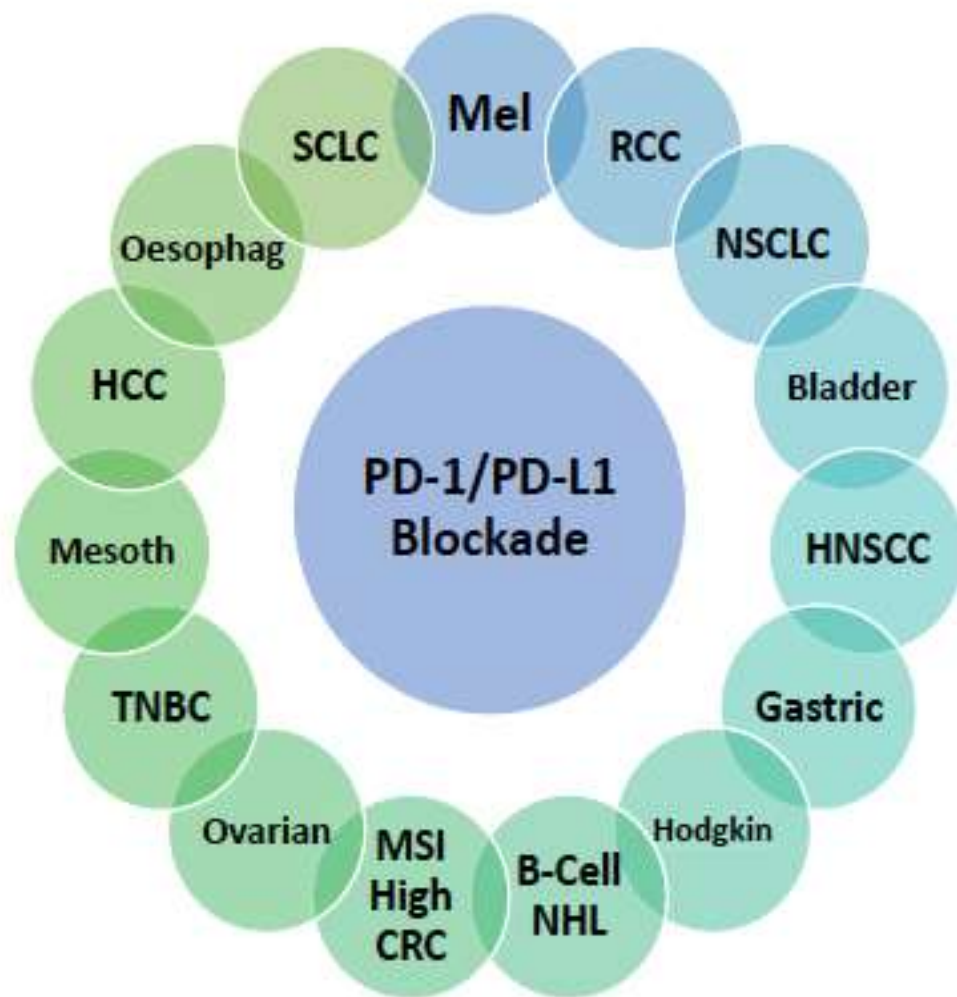 Mel
RCC
NSCLC
Bladder
HNSCC
Gastric
Hodgkin
B-Cell
NHL
MSI
High
CRC
Ovarian
TNBC
Mesoth
HCC
Oesophag
SCLC
PD-1/PD-L1
Blockade